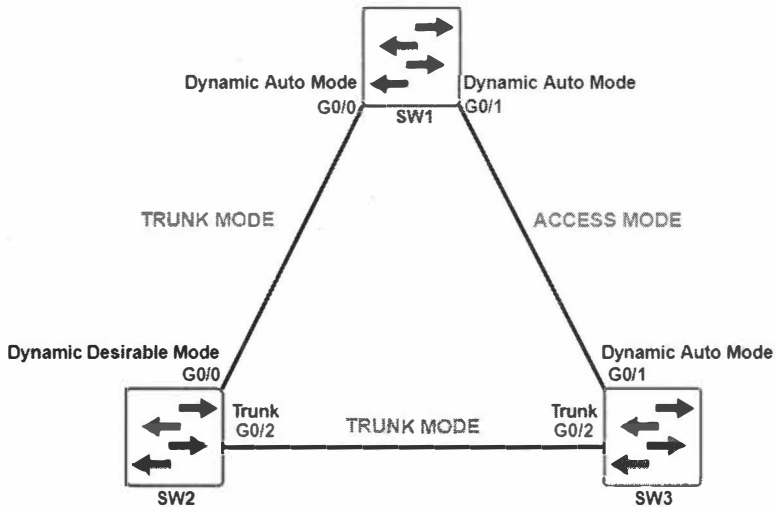 Dynamic Auto Mode
G0/0
SW1
Dynamic Auto Mode
G0/1
TRUNK MODE
ACCESS MODE
Dynamic Desirable Mode
G0/0
Dynamic Auto Mode
G0/1
Trunk
G0/2
TRUNK MODE
Trunk
G0/2
SW2
SW3